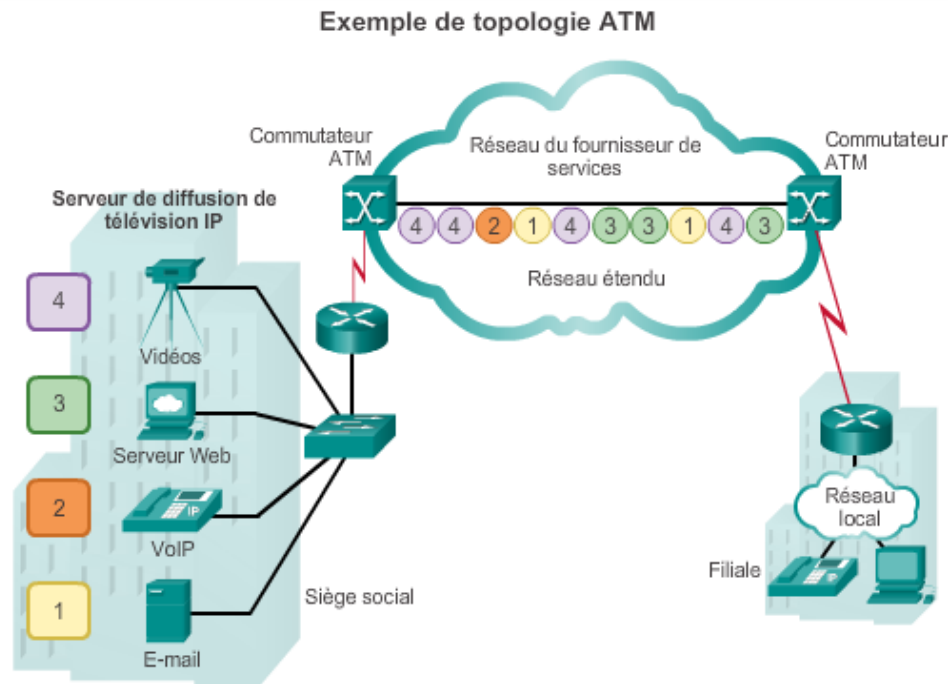 Exemple de topologie ATM
Commutateur
ATM
Réseau du fournisseur de
services
Commutateur
ATM
Serveur de diffusion de
télévision IP
4 4 2 1 4 3 3 1 4 3
Réseau étendu
4
Vidéos
3
Serveur Web
2
IP
VoIP
1
E-mail
Siège social
Réseau
local
Filiale